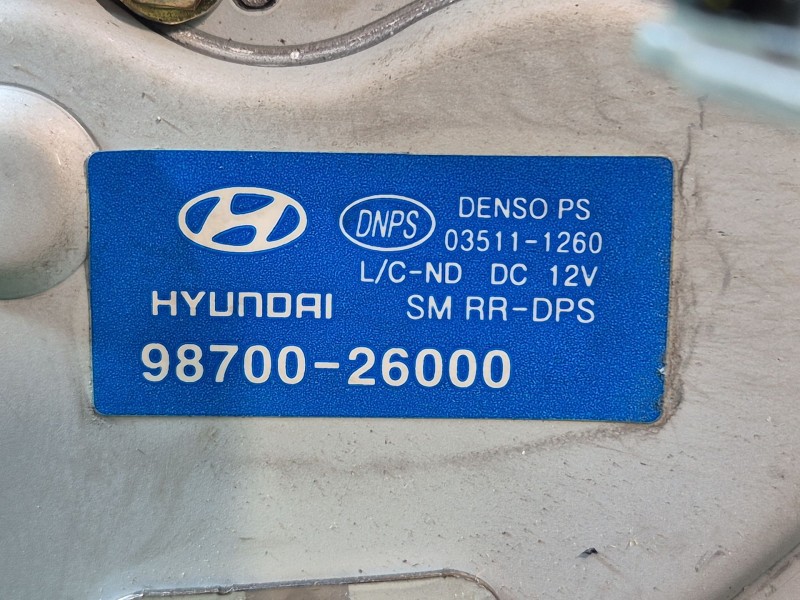 DNPS
DENSO PS
03511-1260
L/C-ND DC 12V
HYUNDAI
SM RR-DPS
98700-26000